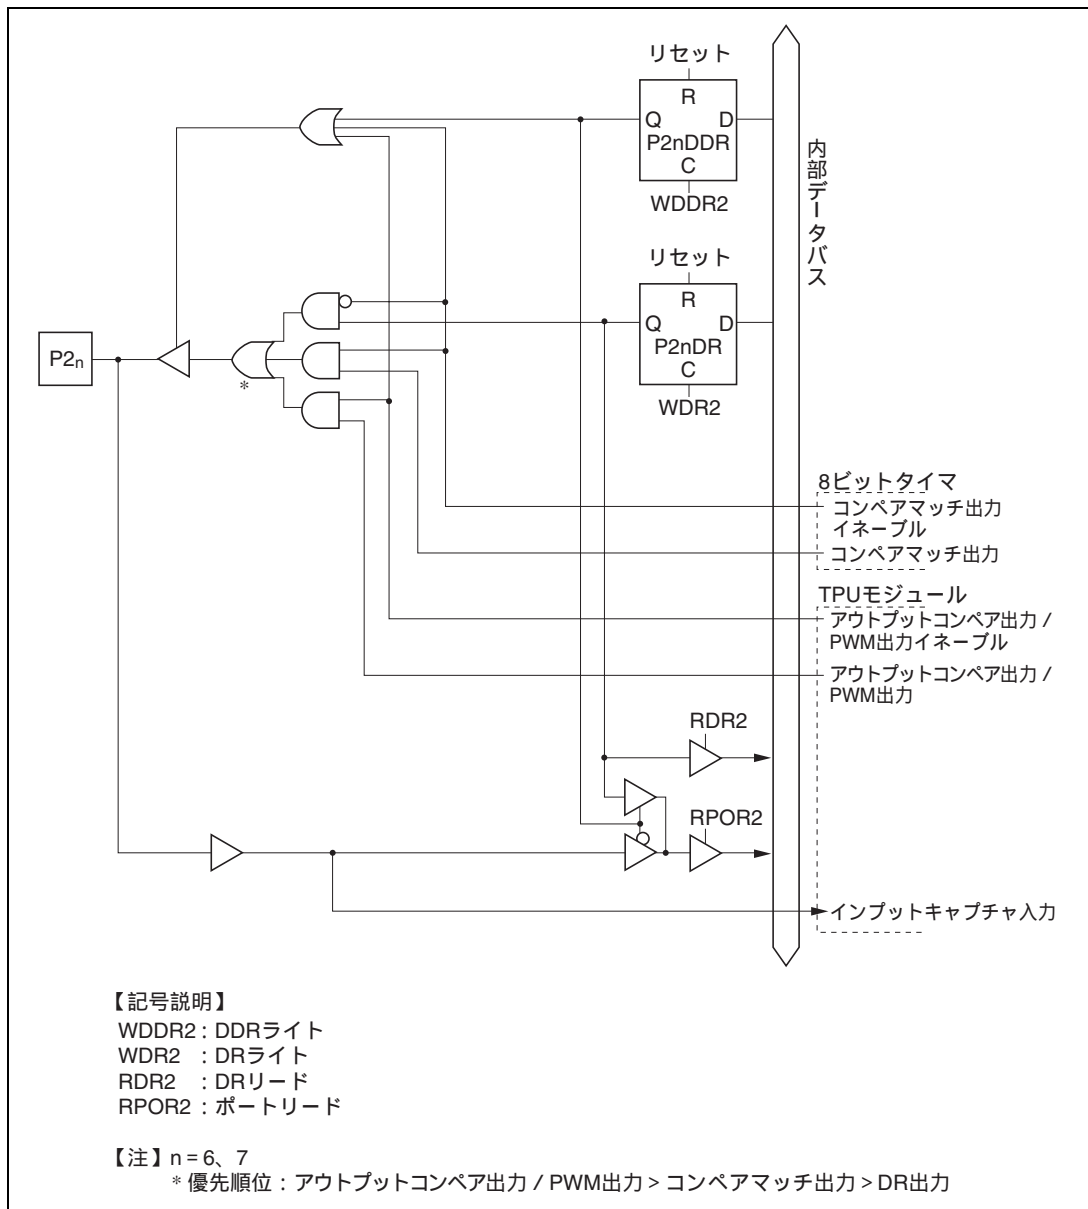 リセット
R
Q D
P2nDDR
C
WDDR2
内部データバス
リセット
R
Q D
P2nDR
C
WDR2
P2n
*
8ビットタイマ
コンペアマッチ出力
イネーブル
コンペアマッチ出力
TPUモジュール
アウトプットコンペア出力 /
PWM出力イネーブル
アウトプットコンペア出力 /
PWM出力
RDR2
RPOR2
インプットキャプチャ入力
【記号説明】
WDDR2 : DDRライト
WDR2 : DRライト
RDR2 : DRリード
RPOR2 : ポートリード
【注】 n = 6、7
* 優先順位 : アウトプットコンペア出力 / PWM出力 > コンペアマッチ出力 > DR出力